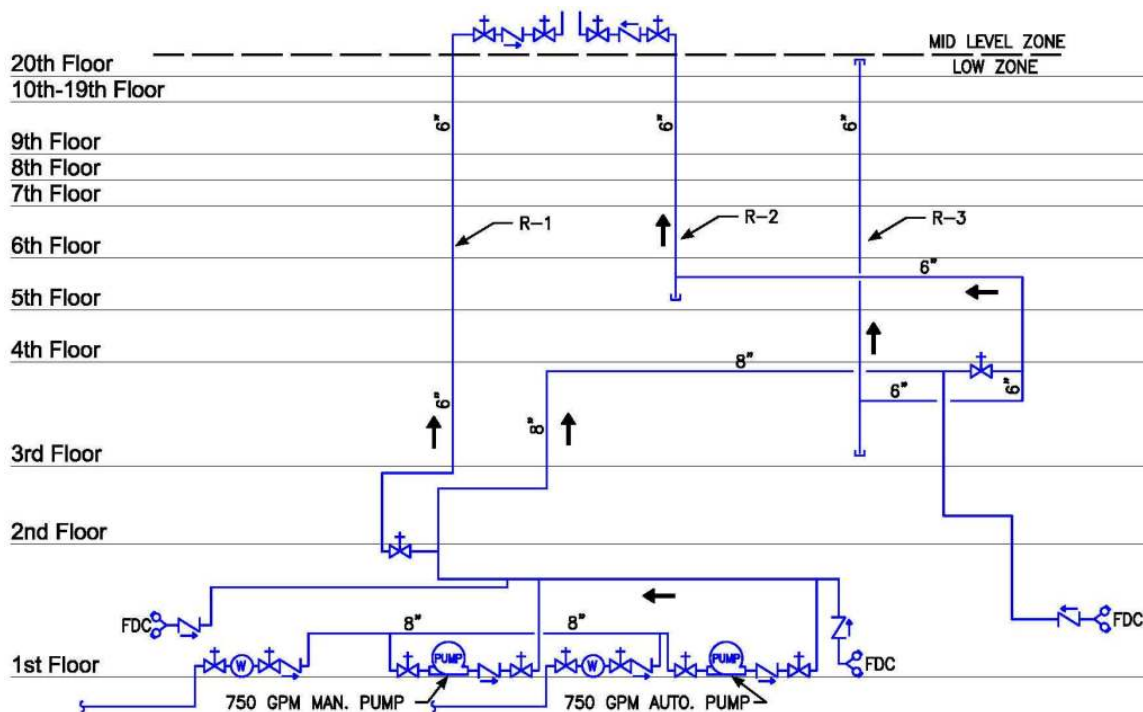 MID LEVEL ZONE
20th Floor
LOW ZONE
10th-19th Floor
6"
6"
6"
9th Floor
8th Floor
7th Floor
R-1
R-2
R-3
6th Floor
6"
5th Floor
4th Floor
8"
6"
6"
6"
8"
3rd Floor
2nd Floor
FDC
8"
8"
FDC
1st Floor
W
PUMP
W
PUMP
FDC
750 GPM MAN. PUMP
750 GPM AUTO. PUMP